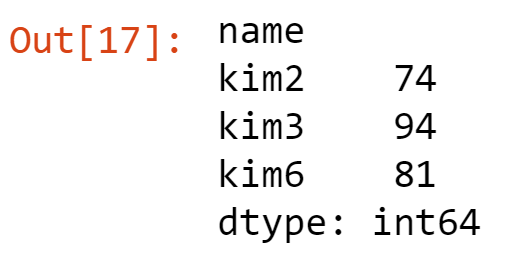 Out[17]: name
kim2    74
kim3    94
kim6    81
dtype: int64